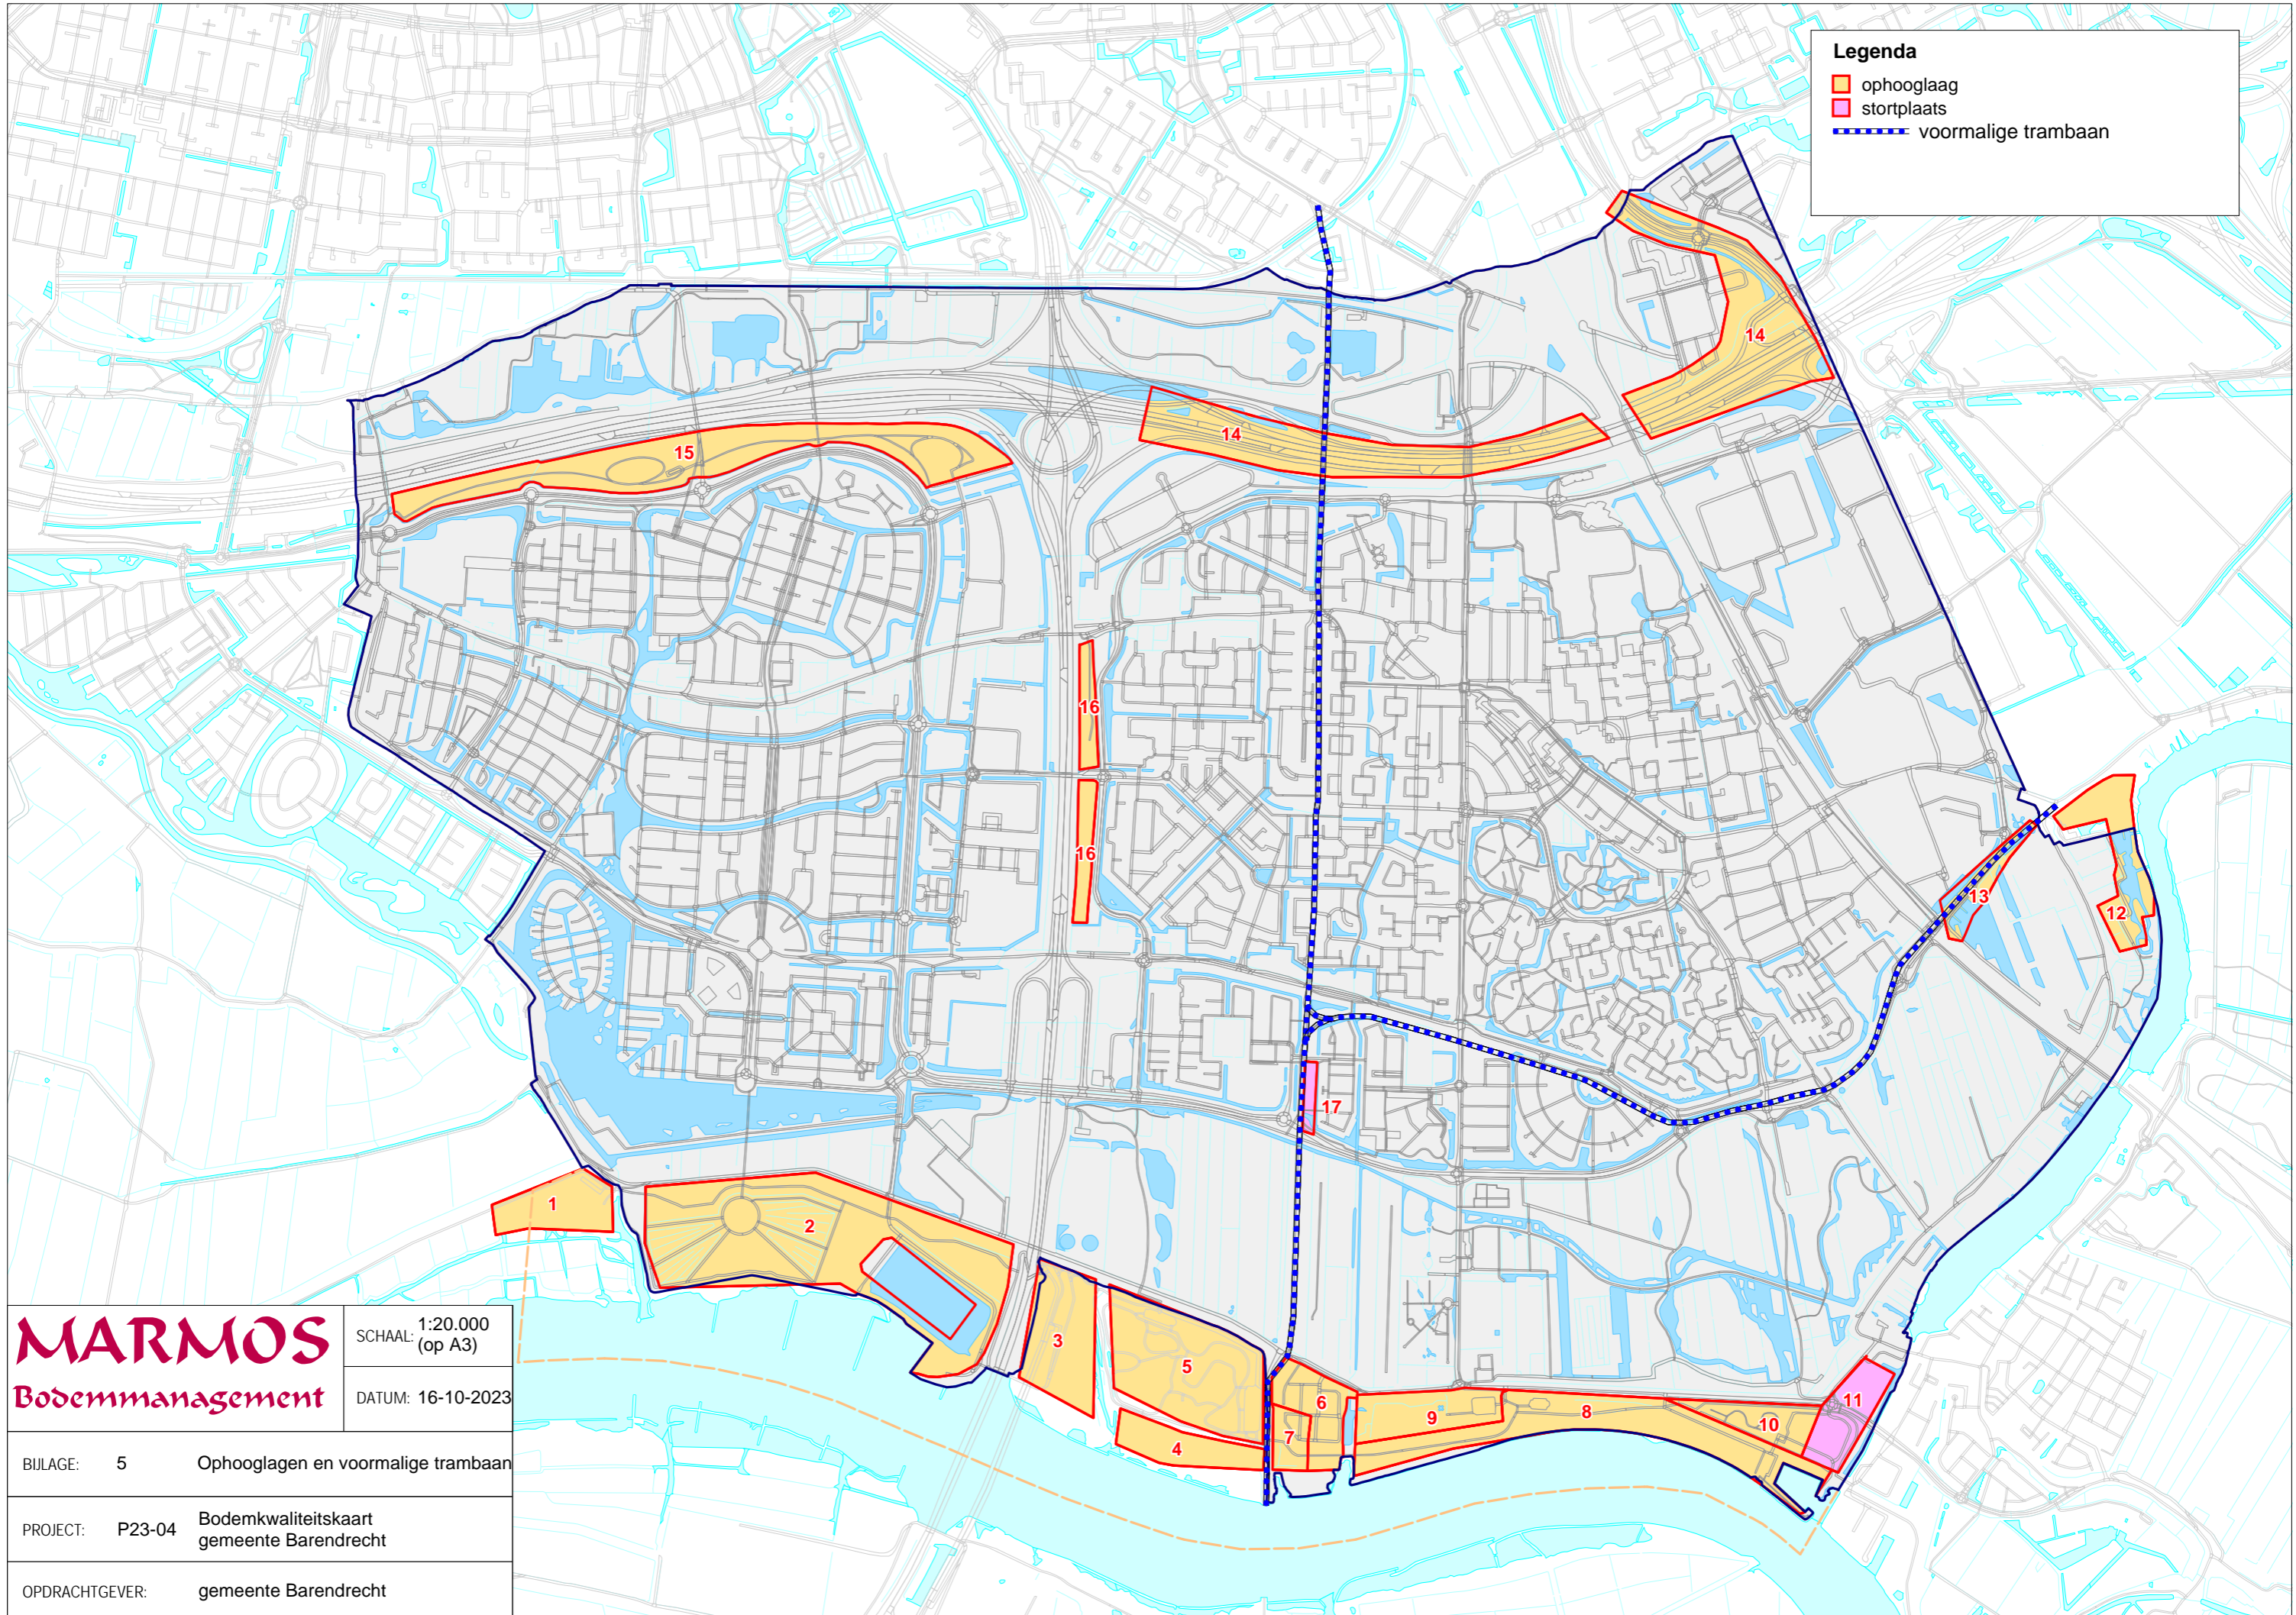 Legenda
ophooglaag
stortplaats
voormalige trambaan
14
14
15
16
16
13
12
17
1
2
3
5
4
6
7
9
8
10
11
MARMOS
Bodemmanagement
SCHAAL: 1:20.000
(op A3)
DATUM: 16-10-2023
BIJLAGE: 5 Ophooglagen en voormalige trambaan
PROJECT: P23-04 Bodemkwaliteitskaart
gemeente Barendrecht
OPDRACHTGEVER: gemeente Barendrecht